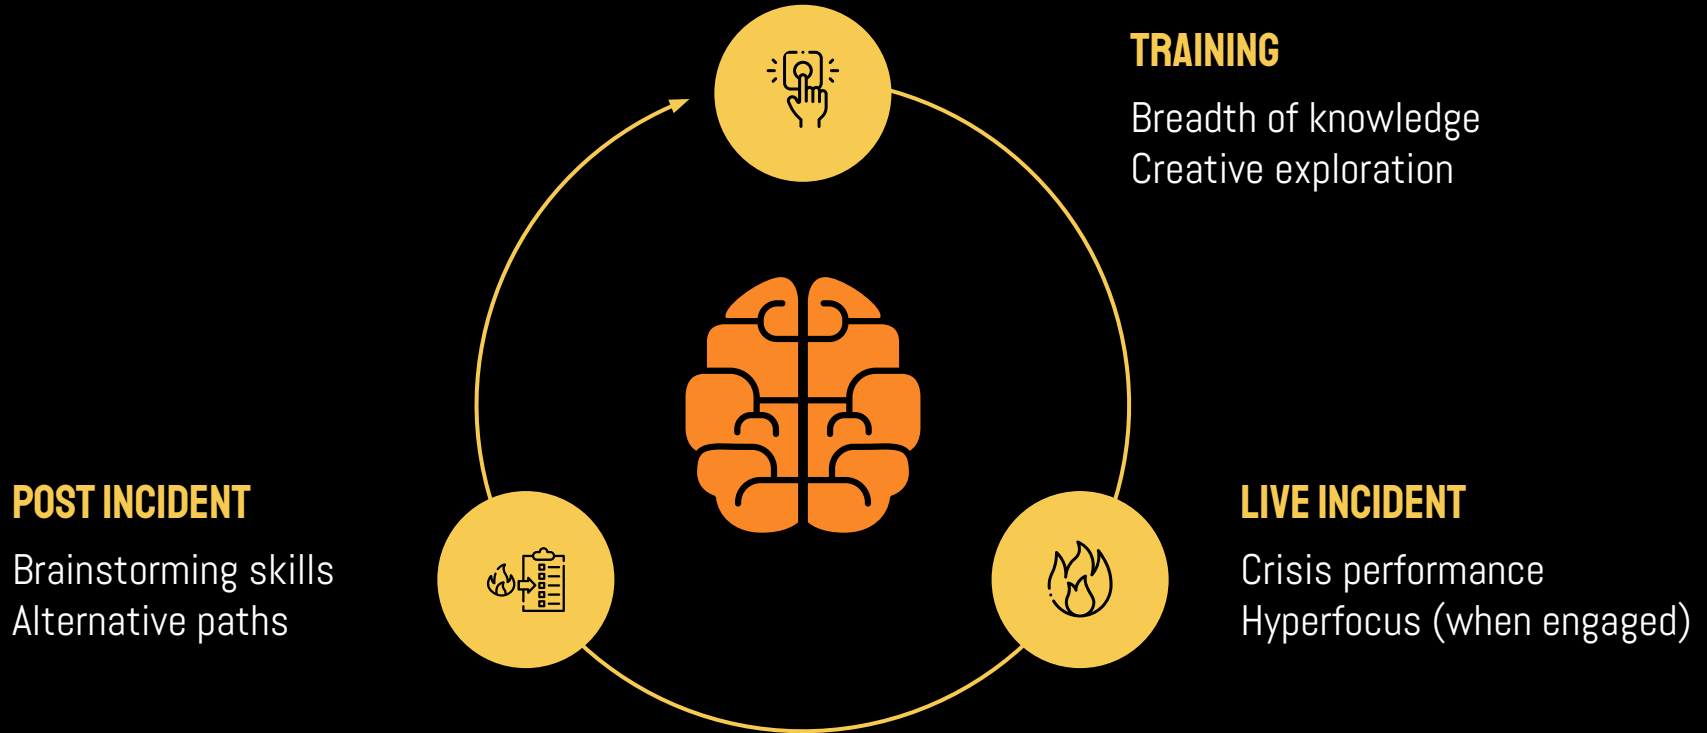 TRAINING
Breadth of knowledge
Creative exploration
POST INCIDENT
Brainstorming skills
Alternative paths
LIVE INCIDENT
Crisis performance
Hyperfocus (when engaged)